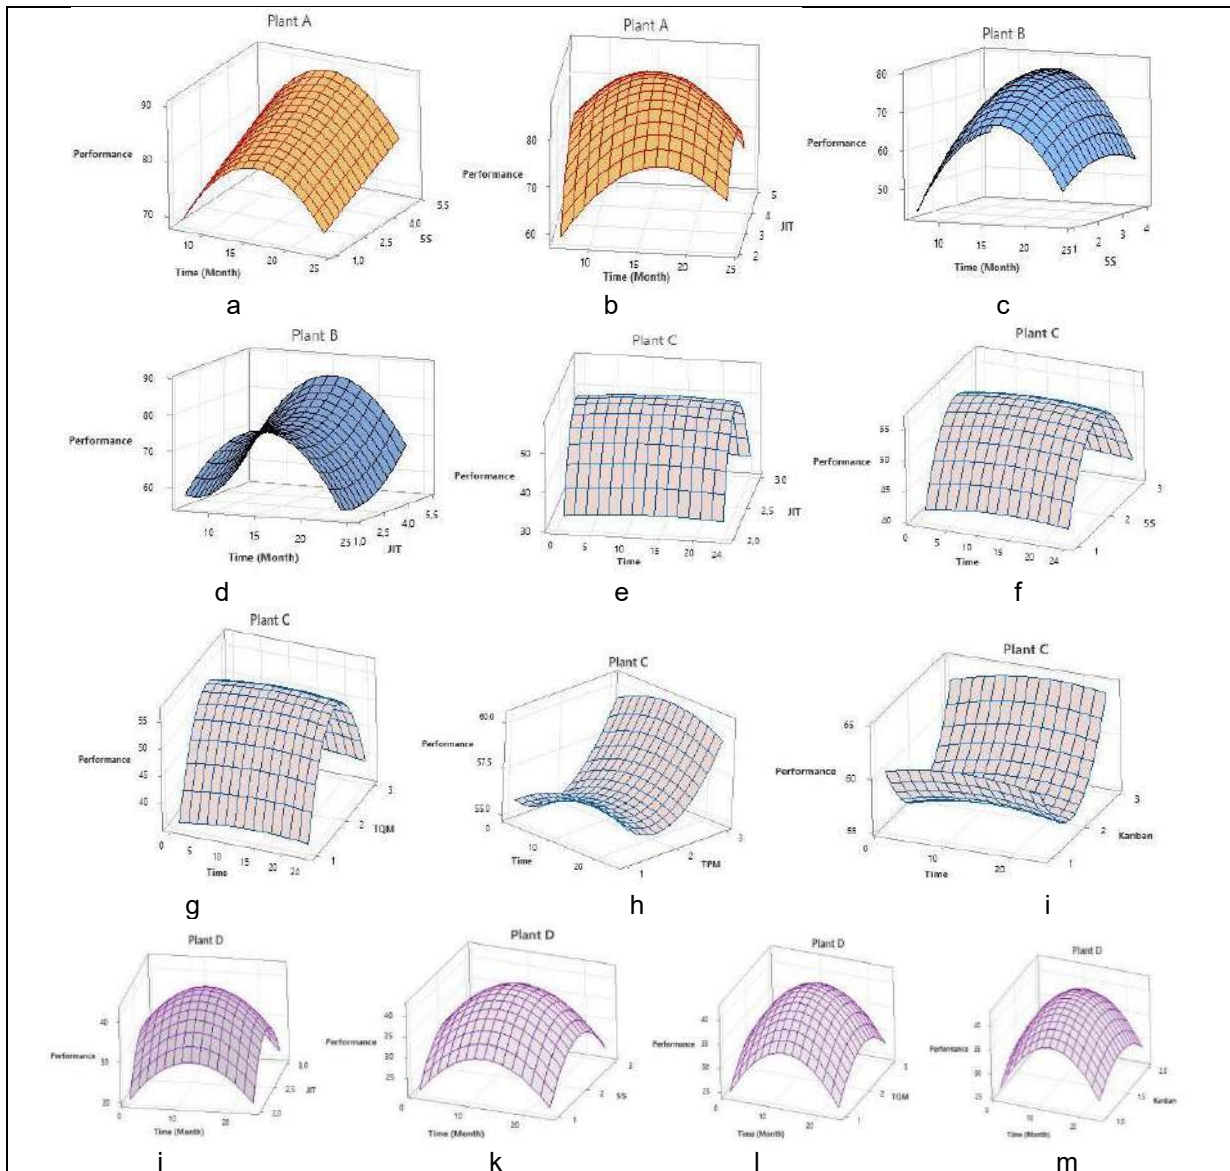 Plant A
90
80
70
Performance
10
15
20
25
Time (Month)
1,0
2,5
4,0
5,5
5S
a
Plant A
80
70
60
Performance
10
15
20
25
Time (Month)
2
3
4
5
JIT
b
Plant B
80
70
60
50
Performance
10
15
20
25
Time (Month)
1
2
3
4
5S
c
Plant B
90
80
70
60
Performance
10
15
20
25
Time (Month)
1,0
2,5
4,0
5,5
JIT
d
Plant C
50
40
30
Performance
0
5
10
15
20
24
Time
2,0
2,5
3,0
JIT
e
Plant C
55
50
45
40
Performance
0
5
10
15
20
24
Time
1
2
3
5S
f
Plant C
55
50
45
40
Performance
0
5
10
15
20
24
Time
1
2
3
TQM
g
Plant C
60.0
57.5
55.0
Performance
0
10
20
Time
1
2
3
TPM
h
Plant C
65
60
55
Performance
0
10
20
Time
1
2
3
Kanban
i
Plant D
40
30
20
Performance
0
10
20
Time (Month)
2,0
2,5
3,0
JIT
j
Plant D
40
35
30
25
Performance
0
10
20
Time (Month)
1
2
3
5S
k
Plant D
40
35
30
25
Performance
0
10
20
Time (Month)
1
2
3
TQM
l
Plant D
40
35
30
25
Performance
0
10
20
Time (Month)
1,0
1,5
2,0
Kanban
m